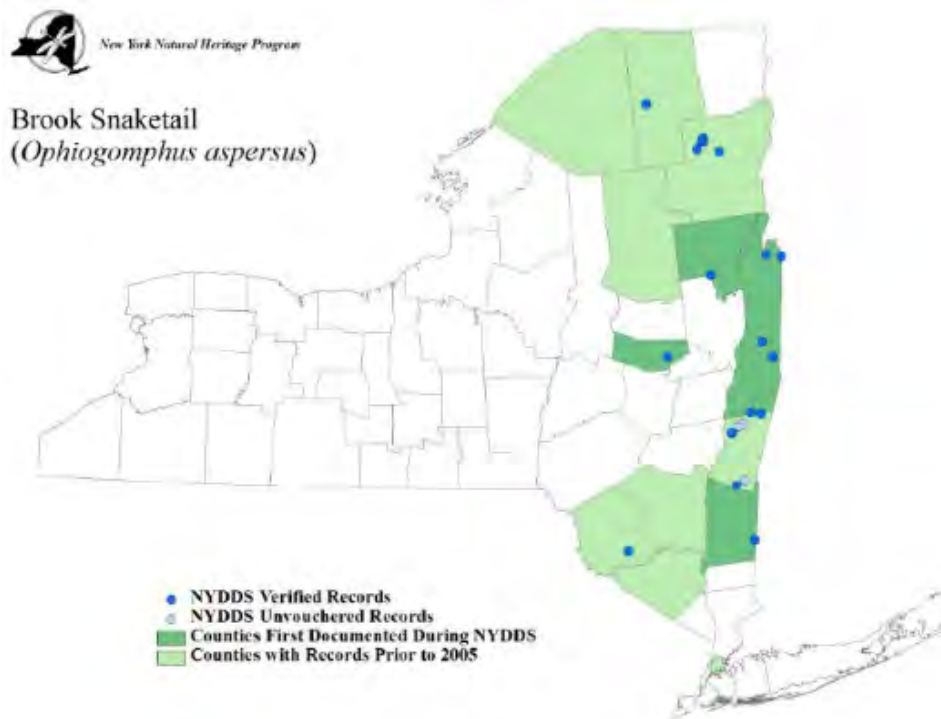 New York Natural Heritage Program
Brook Snaketail
(Ophiogomphus aspersus)
NYDDS Verified Records
NYDDS Unvouchered Records
Counties First Documented During NYDDS
Counties with Records Prior to 2005